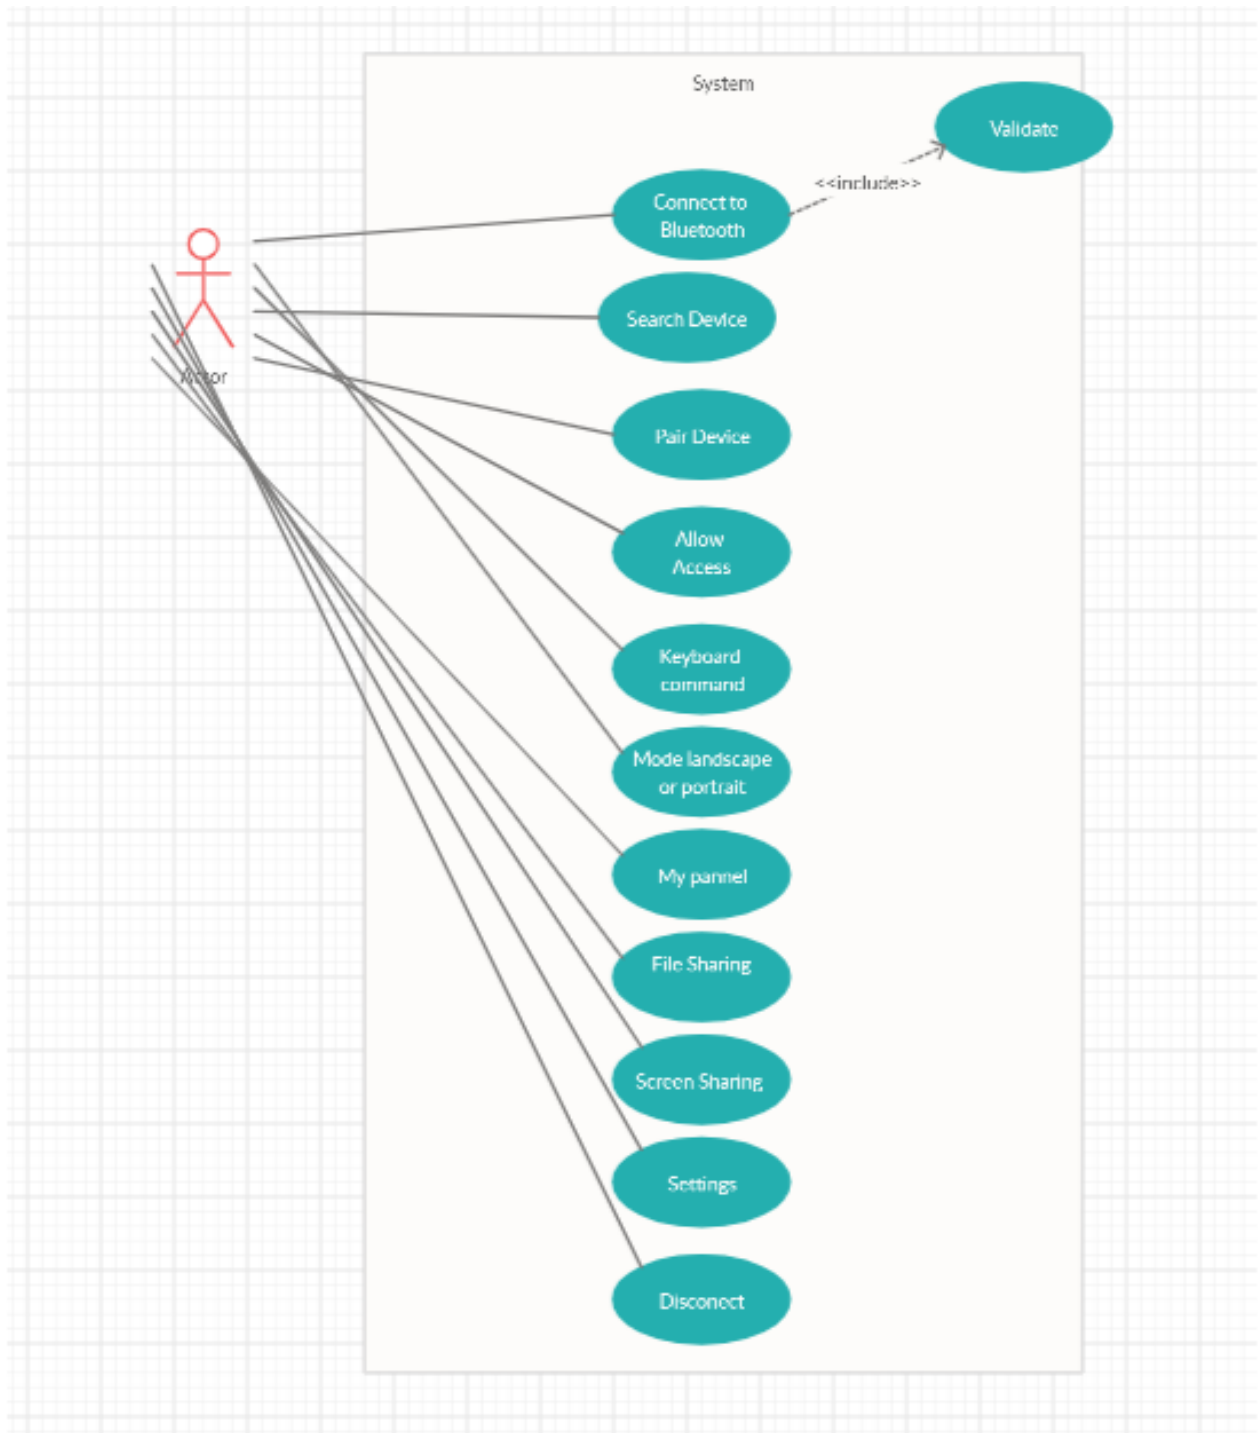 System
Validate
<<include>>
Connect to
Bluetooth
Search Device
Actor
Pair Device
Allow
Access
Keyboard
command
Mode landscape
or portrait
My pannel
File Sharing
Screen Sharing
Settings
Disconect